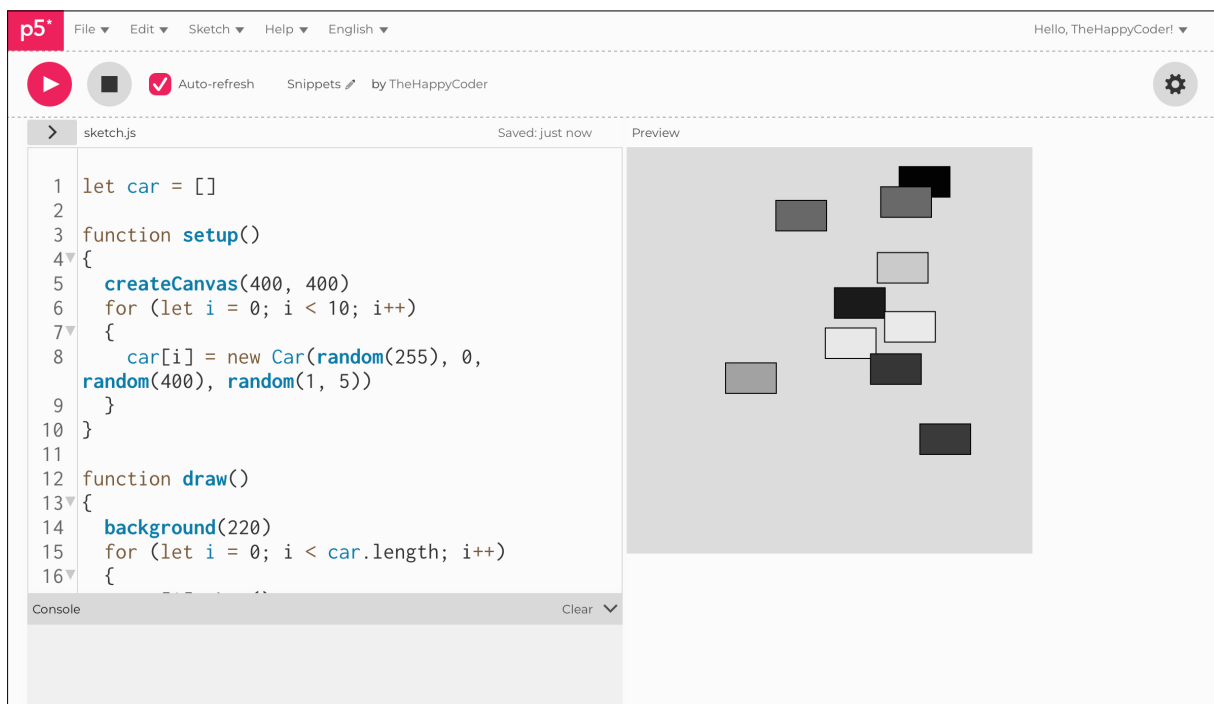 p5* File Edit Sketch Help English Hello, TheHappyCoder!
Auto-refresh Snippets by TheHappyCoder
sketch.js Saved: just now Preview
1 let car = []
2
3 function setup()
4 {
5 createCanvas(400, 400)
6 for (let i = 0; i < 10; i++)
7 {
8 car[i] = new Car(random(255), 0,
random(400), random(1, 5))
9 }
10 }
11
12 function draw()
13 {
14 background(220)
15 for (let i = 0; i < car.length; i++)
16 {
Console Clear